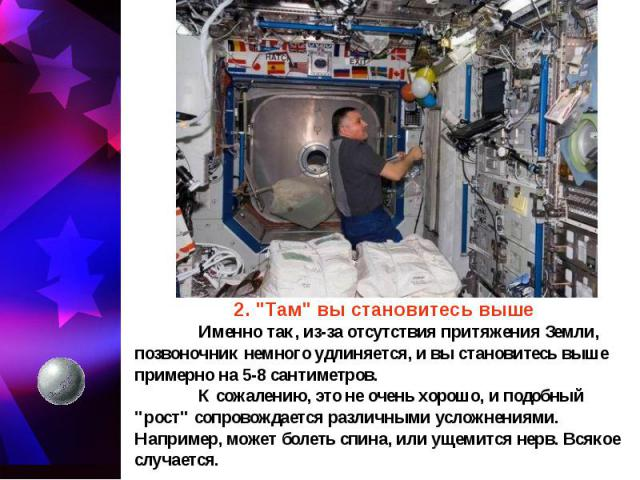 HATC
EXIT
2. "Там" вы становитесь выше
Именно так, из-за отсутствия притяжения Земли,
позвоночник немного удлиняется, и вы становитесь выше
примерно на 5-8 сантиметров.
К сожалению, это не очень хорошо, и подобный
"рост" сопровождается различными усложнениями.
Например, может болеть спина, или ущемится нерв. Всякое
случается.